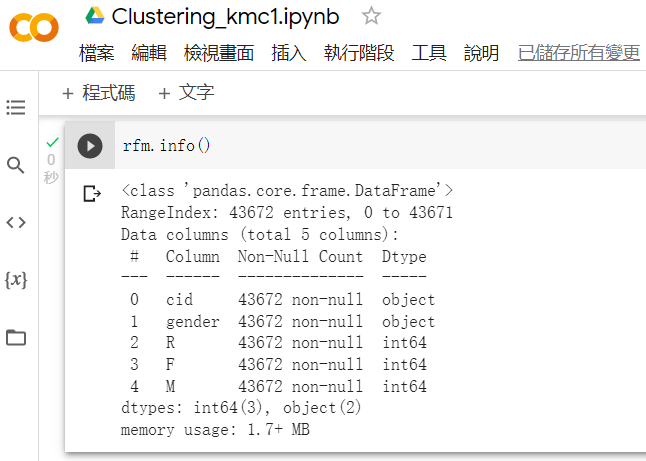 Clustering_kmc1.ipynb
檔案 編輯 檢視畫面 插入 執行階段 工具 說明 已儲存所有變更
+ 程式碼 + 文字
rfm.info()
0
秒
<class 'pandas.core.frame.DataFrame'>
RangeIndex: 43672 entries, 0 to 43671
Data columns (total 5 columns):
 #   Column  Non-Null Count  Dtype
---  ------  --------------  -----
 0   cid     43672 non-null  object
 1   gender  43672 non-null  object
 2   R       43672 non-null  int64
 3   F       43672 non-null  int64
 4   M       43672 non-null  int64
dtypes: int64(3), object(2)
memory usage: 1.7+ MB
{x}